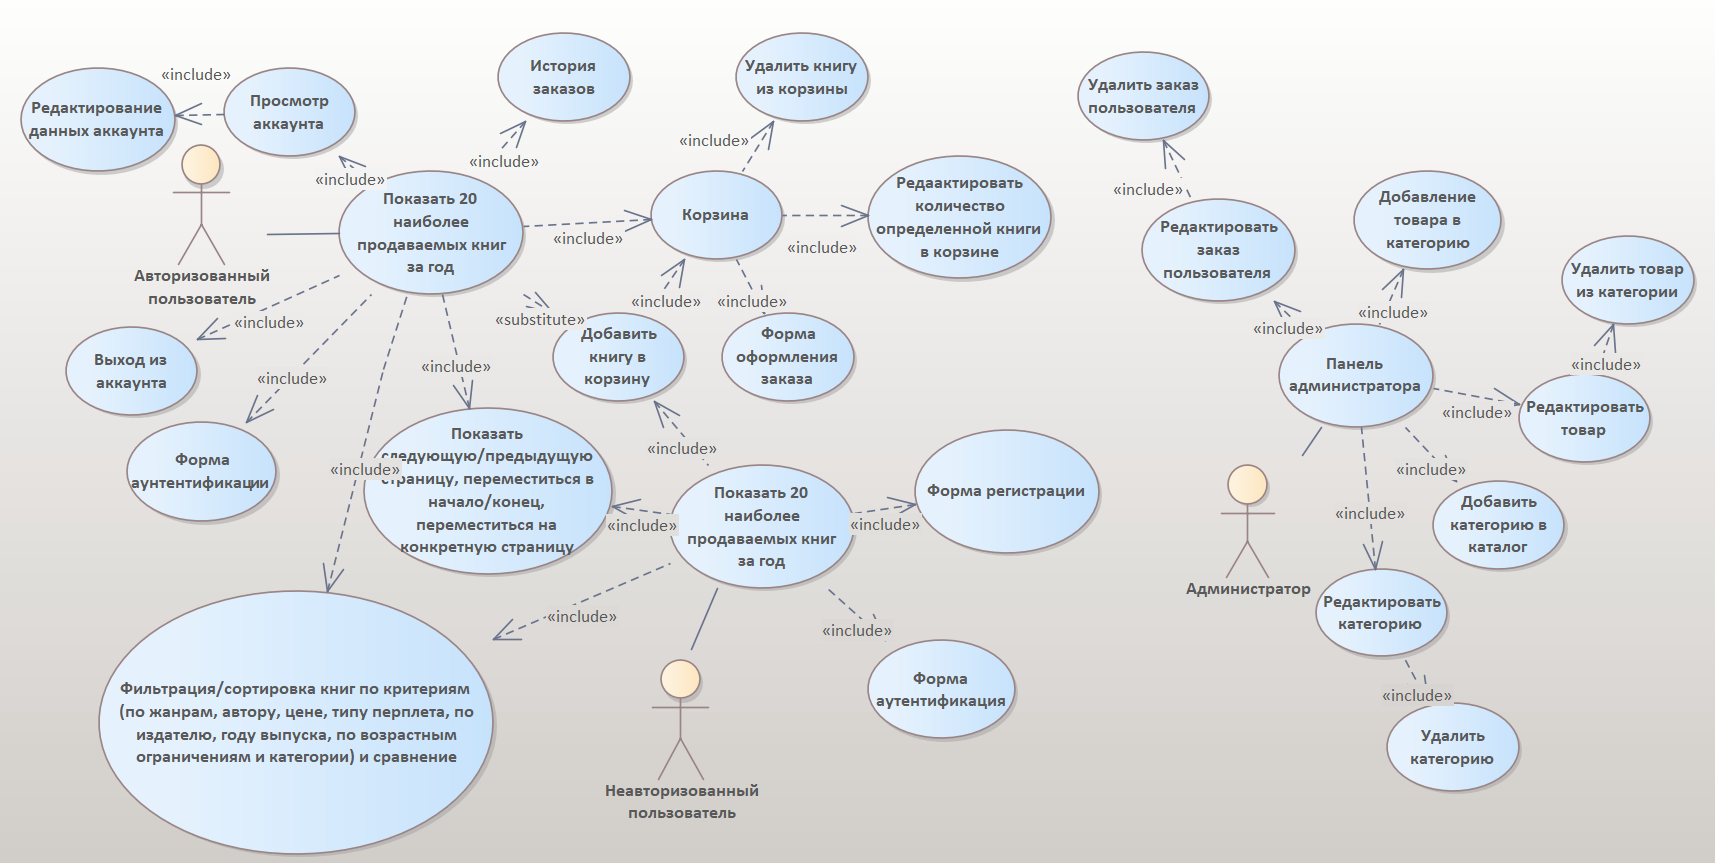 «include»
Редактирование
данных аккаунта
Просмотр
аккаунта
«include»
История
заказов
«include»
Удалить книгу
из корзины
«include»
Авторизованный
пользователь
Показать 20
наиболее
продаваемых книг
за год
«include»
Корзина
«include»
Редаактировать
количество
определенной книги
в корзине
«include»
Выход из
аккаунта
«include»
Форма
аунтентификации
«include»
«include»
«substitute»
«include»
Добавить
книгу в
корзину
«include»
Форма
оформления
заказа
«include»
Показать
следующую/предыдущую
страницу, переместиться в
начало/конец,
переместиться на
конкретную страницу
«include»
«include»
Показать 20
наиболее
продаваемых книг
за год
«include»
Форма регистрации
«include»
Фильтрация/сортировка книг по критериям
(по жанрам, автору, цене, типу перплета, по
издателю, году выпуска, по возрастным
ограничениям и категории) и сравнение
«include»
Форма
аутентификация
Неавторизованный
пользователь
Удалить заказ
пользователя
«include»
Редактировать
заказ
пользователя
«include»
Добавление
товара в
категорию
«include»
Удалить товар
из категории
«include»
Панель
администратора
«include»
Редактировать
товар
«include»
Добавить
категорию в
каталог
Администратор
«include»
Редактировать
категорию
«include»
Удалить
категорию